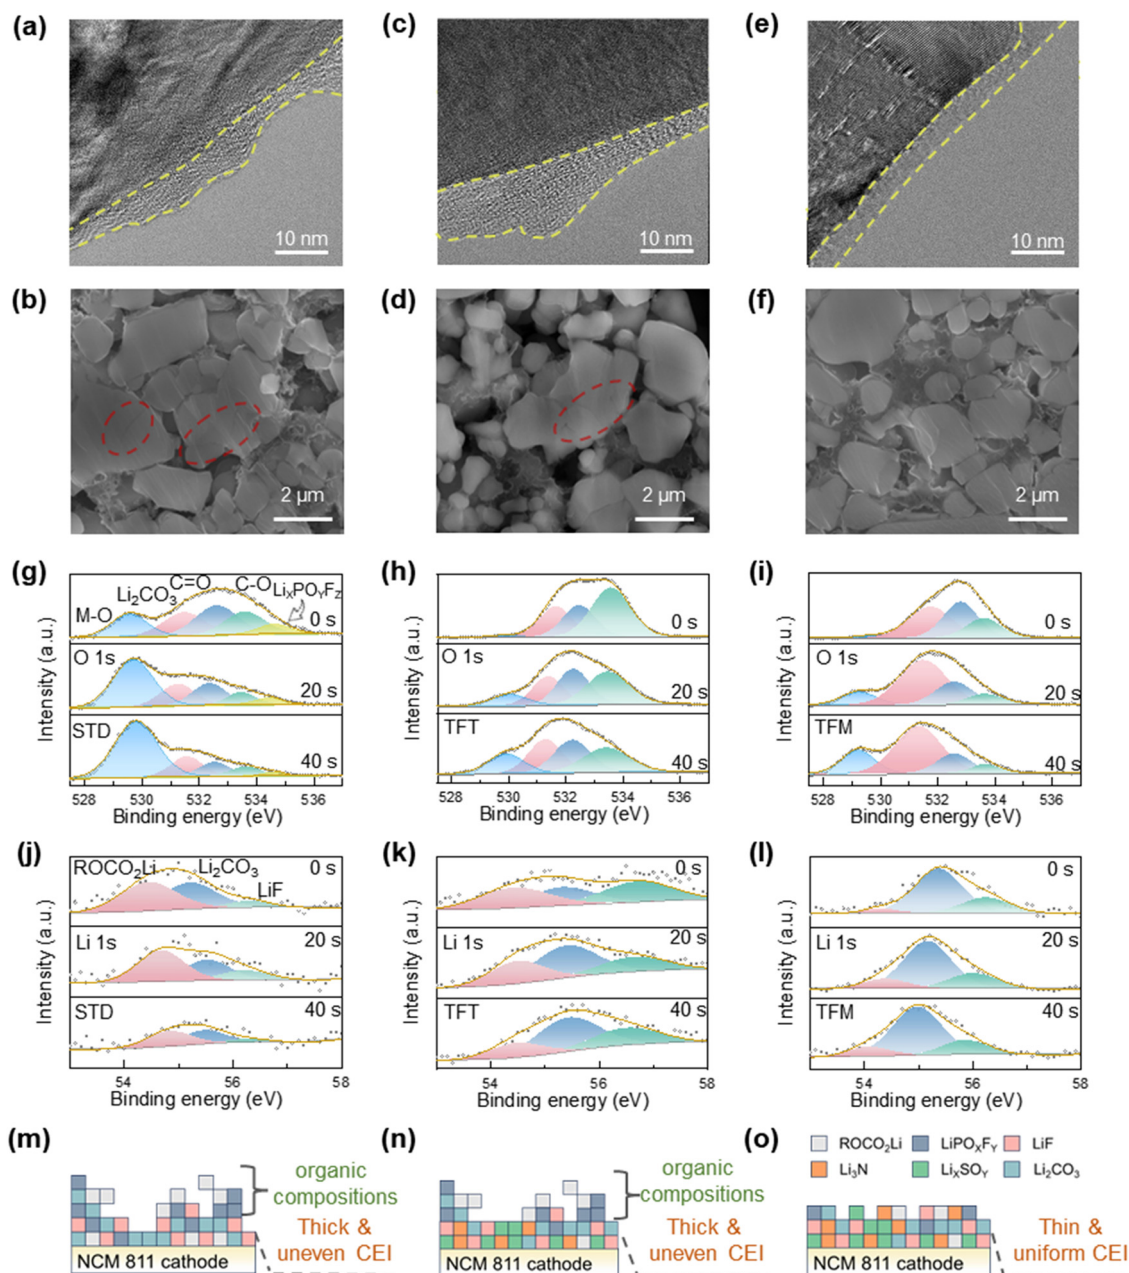 (a)
(c)
(e)
10 nm
10 nm
10 nm
(b)
(d)
(f)
2 µm
2 µm
2 µm
(g)
(h)
(i)
M-O
Li₂CO₃
C=O
C-O
LiₓPOᵧF_Z
0 s
0 s
0 s
O 1s
20 s
O 1s
20 s
O 1s
20 s
STD
40 s
TFT
40 s
TFM
40 s
Intensity (a.u.)
Intensity (a.u.)
Intensity (a.u.)
528 530 532 534 536
528 530 532 534 536
528 530 532 534 536
Binding energy (eV)
Binding energy (eV)
Binding energy (eV)
(j)
(k)
(l)
ROCO₂Li
Li₂CO₃
LiF
0 s
0 s
0 s
Li 1s
20 s
Li 1s
20 s
Li 1s
20 s
STD
40 s
TFT
40 s
TFM
40 s
Intensity (a.u.)
Intensity (a.u.)
Intensity (a.u.)
54 56 58
54 56 58
54 56 58
Binding energy (eV)
Binding energy (eV)
Binding energy (eV)
(m)
organic
compositions
Thick &
uneven CEI
NCM 811 cathode
(n)
organic
compositions
Thick &
uneven CEI
NCM 811 cathode
(o)
ROCO₂Li
LiPOₓFᵧ
LiF
Li₃N
LiₓSOᵧ
Li₂CO₃
Thin &
uniform CEI
NCM 811 cathode